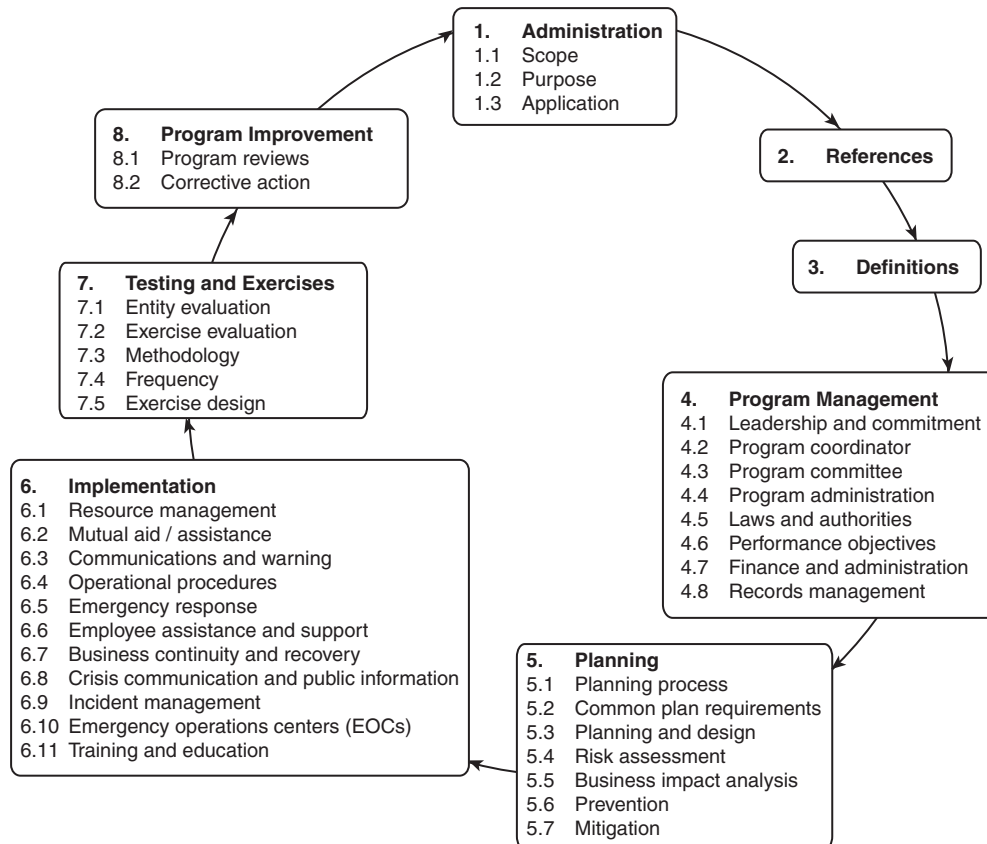 1. Administration
1.1 Scope
1.2 Purpose
1.3 Application
2. References
3. Definitions
4. Program Management
4.1 Leadership and commitment
4.2 Program coordinator
4.3 Program committee
4.4 Program administration
4.5 Laws and authorities
4.6 Performance objectives
4.7 Finance and administration
4.8 Records management
5. Planning
5.1 Planning process
5.2 Common plan requirements
5.3 Planning and design
5.4 Risk assessment
5.5 Business impact analysis
5.6 Prevention
5.7 Mitigation
6. Implementation
6.1 Resource management
6.2 Mutual aid / assistance
6.3 Communications and warning
6.4 Operational procedures
6.5 Emergency response
6.6 Employee assistance and support
6.7 Business continuity and recovery
6.8 Crisis communication and public information
6.9 Incident management
6.10 Emergency operations centers (EOCs)
6.11 Training and education
7. Testing and Exercises
7.1 Entity evaluation
7.2 Exercise evaluation
7.3 Methodology
7.4 Frequency
7.5 Exercise design
8. Program Improvement
8.1 Program reviews
8.2 Corrective action